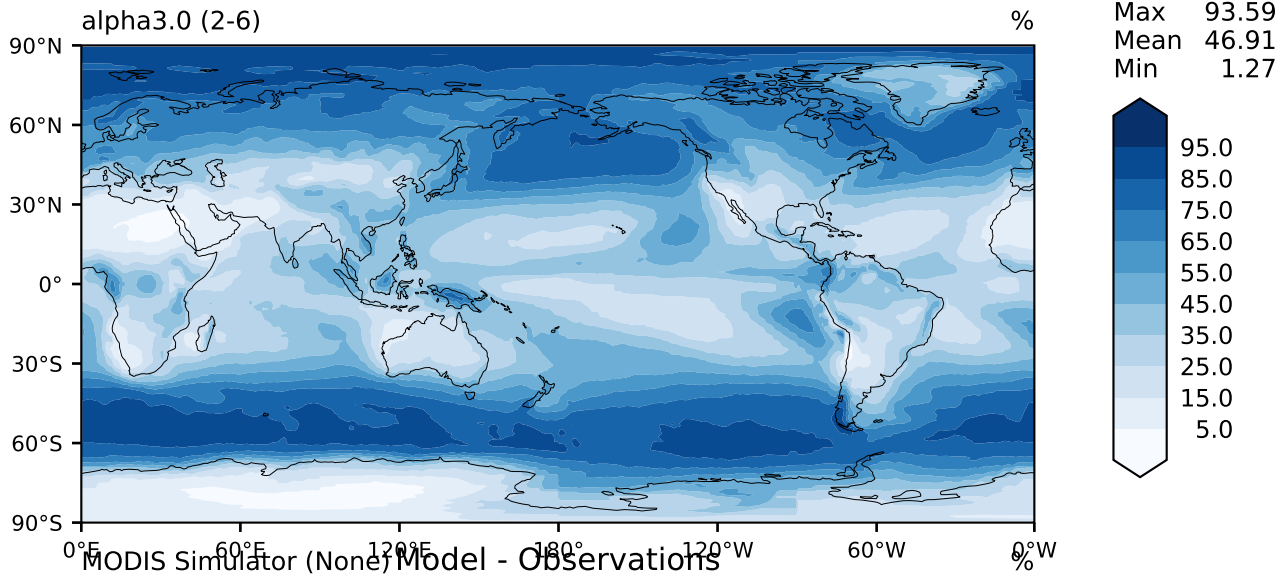 alpha3.0 (2-6) %
Max 93.59
Mean 46.91
Min 1.27
90°N
60°N
30°N
0°
30°S
60°S
90°S
95.0
85.0
75.0
65.0
55.0
45.0
35.0
25.0
15.0
5.0
0°E 60°E 120°E 180° 120°W 60°W 0°W
MODIS Simulator (None) Model - Observations %